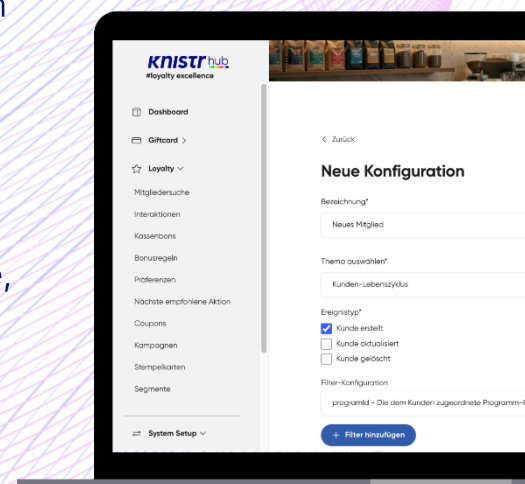 KNISTr hub
#loyalty excellence
Dashboard
Giftcard >
Loyalty
Mitgliedersuche
Interaktionen
Kassenbons
Bonusregeln
Präferenzen
Nächste empfohlene Aktion
Coupons
Kampagnen
Stempelkarten
Segmente
System Setup
< Zurück
Neue Konfiguration
Bezeichnung*
Neues Mitglied
Thema auswählen*
Kunden-Lebenszyklus
Ereignistyp*
Kunde erstellt
Kunde aktualisiert
Kunde gelöscht
Filter-Konfiguration
programId - Die dem Kunden zugeordnete Programm-I
+ Filter hinzufügen